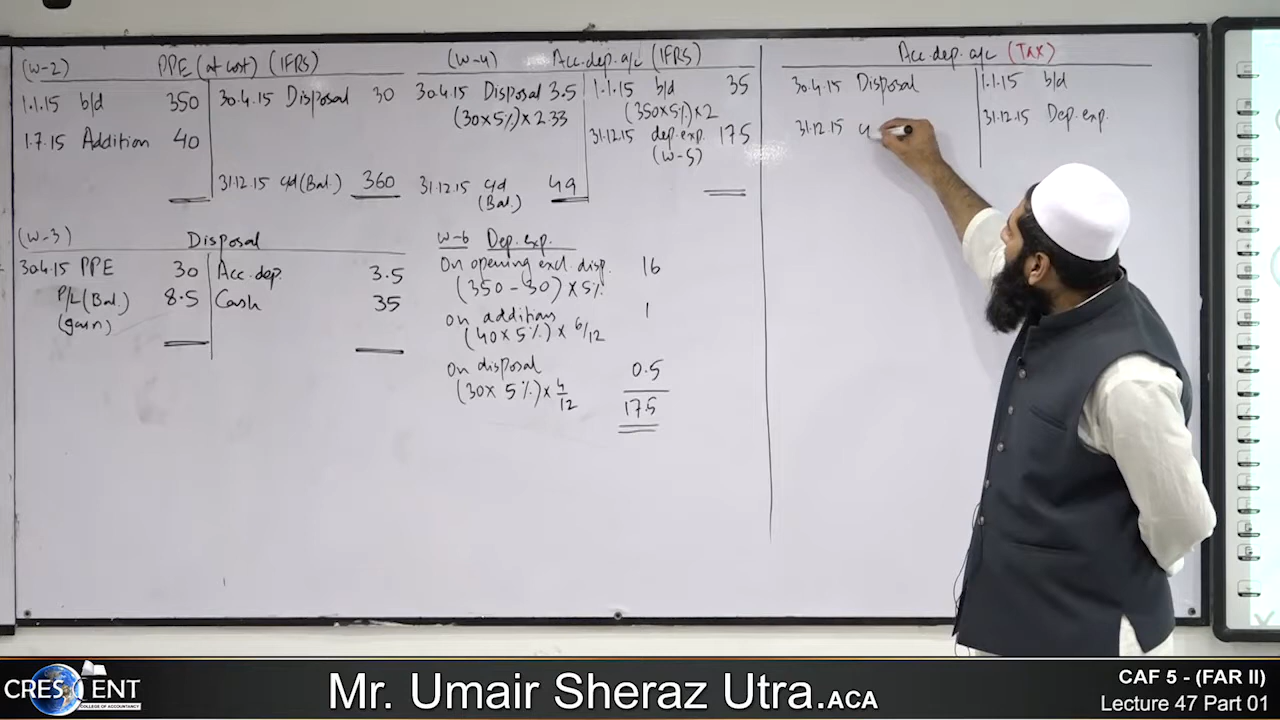 (W-2) PPE (at cost) (IFRS)
1.1.15 b/d 350
1.7.15 Addition 40
30.4.15 Disposal 30
31.12.15 c/d (Bal.) 360
(W-4) Acc. dep. a/c (IFRS)
30.4.15 Disposal 3.5
(30×5%)×2.33
31.12.15 c/d 49
(Bal.)
1.1.15 b/d 35
(350×5%)×2
31.12.15 dep. exp. 17.5
(W-5)
Acc. dep. a/c (TAX)
30.4.15 Disposal
31.12.15 c
1.1.15 b/d
31.12.15 Dep. exp.
(W-3) Disposal
30.4.15 PPE 30
P/L (Bal.) 8.5
(gain)
Acc. dep. 3.5
Cash 35
W-6 Dep. exp.
On opening excl. disp. 16
(350-30)×5%
On addition 1
(40×5%)×6/12
On disposal 0.5
(30×5%)×4/12
17.5
CRESCENT
COLLEGE OF ACCOUNTANCY
Mr. Umair Sheraz Utra.ACA
CAF 5 - (FAR II)
Lecture 47 Part 01